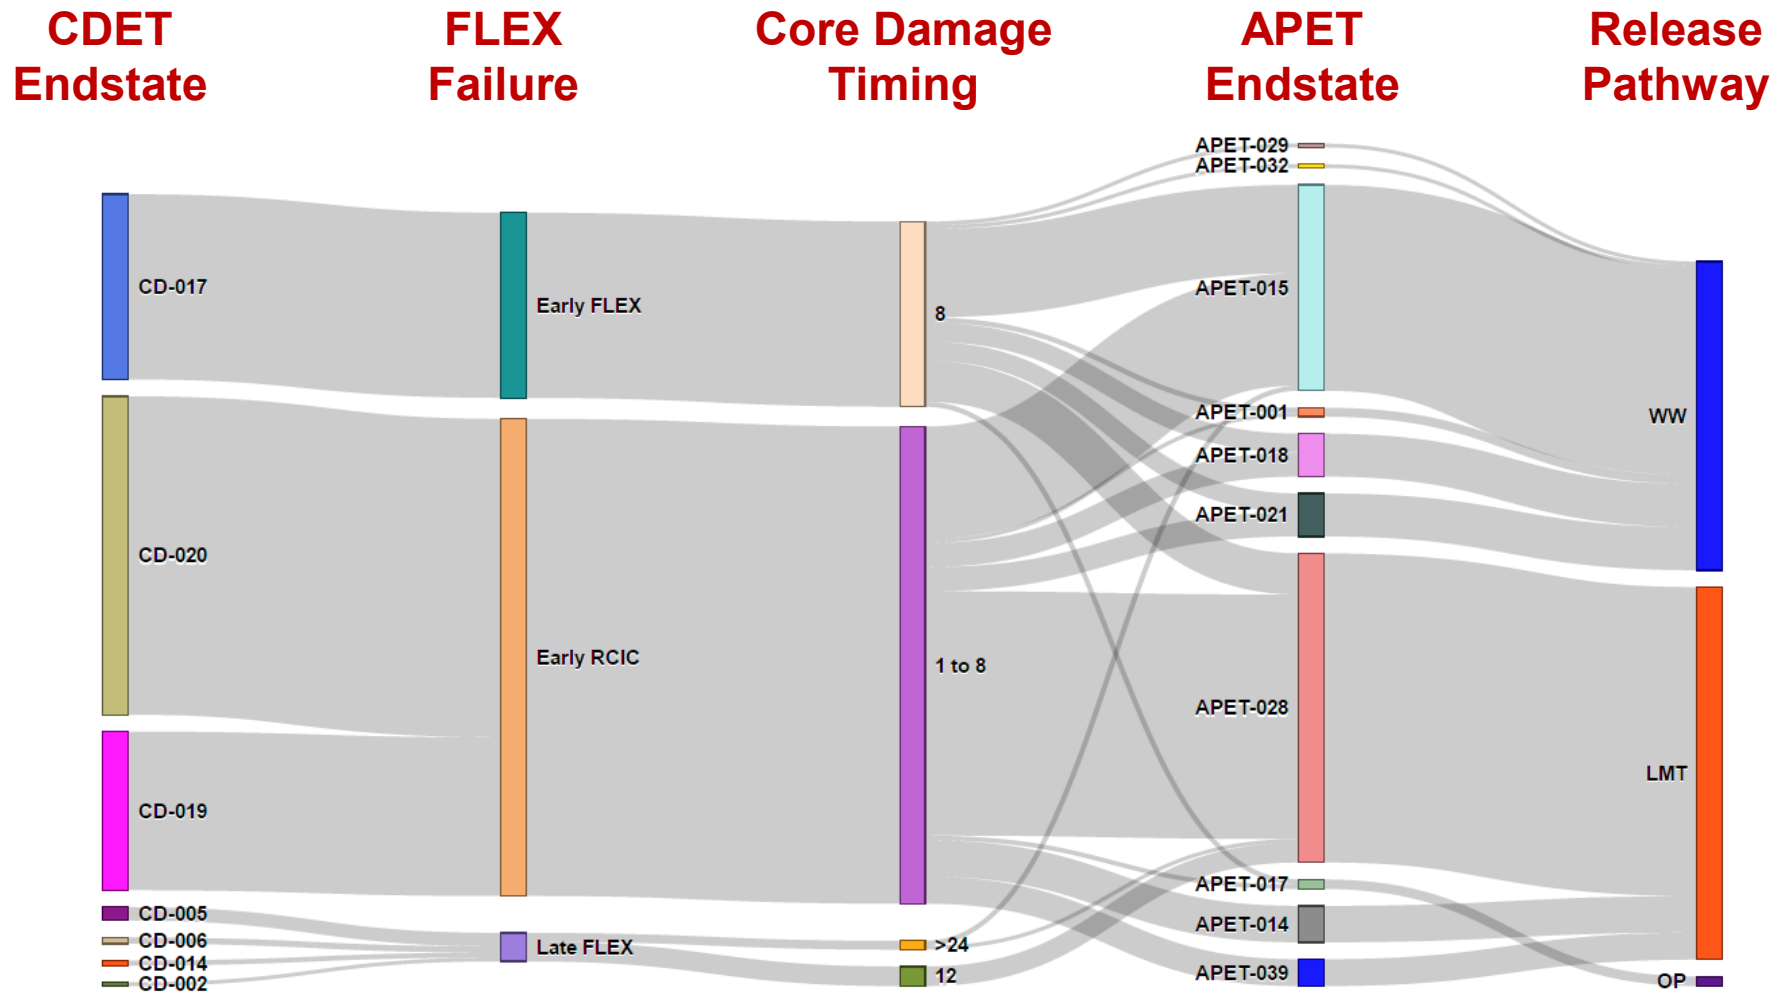 CDET
Endstate
FLEX
Failure
Core Damage
Timing
APET
Endstate
Release
Pathway
CD-017
CD-020
CD-019
CD-005
CD-006
CD-014
CD-002
Early FLEX
Early RCIC
Late FLEX
8
1 to 8
>24
12
APET-029
APET-032
APET-015
APET-001
APET-018
APET-021
APET-028
APET-017
APET-014
APET-039
WW
LMT
OP